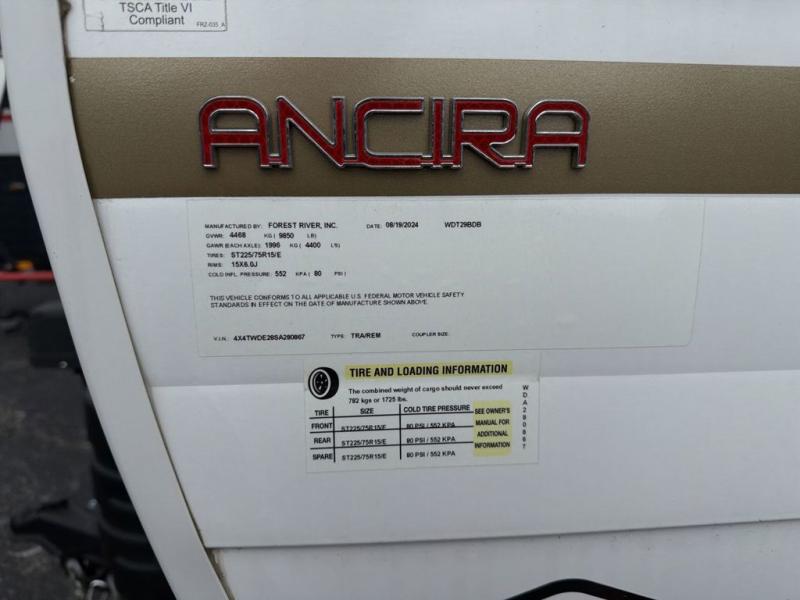 TSCA Title VI
Compliant
FRZ-035_A
ANCIRA
MANUFACTURED BY: FOREST RIVER, INC. DATE: 08/19/2024 WDT29BDB
GVWR: 4468 KG ( 9850 LB)
GAWR (EACH AXLE): 1996 KG ( 4400 LB)
TIRES: ST225/75R15/E
RIMS: 15X6.0J
COLD INFL. PRESSURE: 552 KPA ( 80 PSI )
THIS VEHICLE CONFORMS TO ALL APPLICABLE U.S. FEDERAL MOTOR VEHICLE SAFETY
STANDARDS IN EFFECT ON THE DATE OF MANUFACTURE SHOWN ABOVE.
V.I.N.: 4X4TWDE28SA280867 TYPE: TRA/REM COUPLER SIZE:
TIRE AND LOADING INFORMATION
The combined weight of cargo should never exceed
782 kgs or 1725 lbs.
TIRE SIZE COLD TIRE PRESSURE
FRONT ST225/75R15/E 80 PSI / 552 KPA
REAR ST225/75R15/E 80 PSI / 552 KPA
SPARE ST225/75R15/E 80 PSI / 552 KPA
SEE OWNER'S
MANUAL FOR
ADDITIONAL
INFORMATION
WDA280867